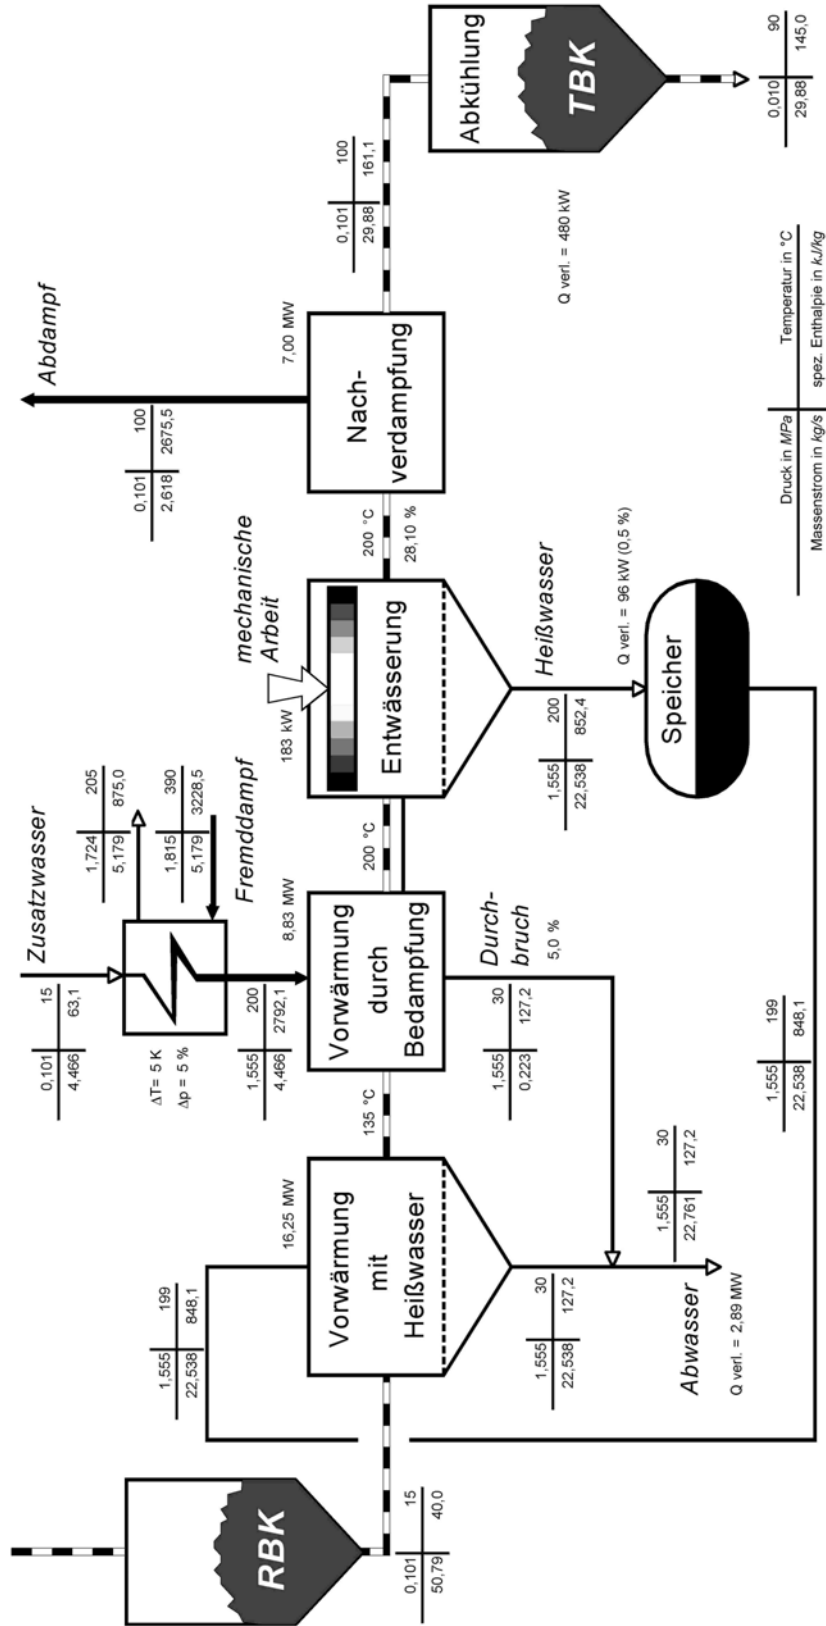 RBK
0,101 15
50,79 40,0
1,555 199
22,538 848,1
16,25 MW
Vorwärmung
mit
Heißwasser
1,555 30
22,538 127,2
Abwasser
Q verl. = 2,89 MW
1,555 30
22,761 127,2
135 °C
Zusatzwasser
0,101 15
4,466 63,1
ΔT= 5 K
Δp = 5 %
1,724 205
5,179 875,0
1,815 390
5,179 3228,5
Fremddampf
1,555 200
4,466 2792,1
8,83 MW
Vorwärmung
durch
Bedampfung
Durch-
bruch
5,0 %
1,555 30
0,223 127,2
200 °C
mechanische
Arbeit
183 kW
Entwässerung
Heißwasser
1,555 200
22,538 852,4
Q verl. = 96 kW (0,5 %)
Speicher
1,555 199
22,538 848,1
200 °C
28,10 %
Abdampf
0,101 100
2,618 2675,5
7,00 MW
Nach-
verdampfung
0,101 100
29,88 161,1
Abkühlung
TBK
Q verl. = 480 kW
0,010 90
29,88 145,0
Druck in MPa Temperatur in °C
Massenstrom in kg/s spez. Enthalpie in kJ/kg